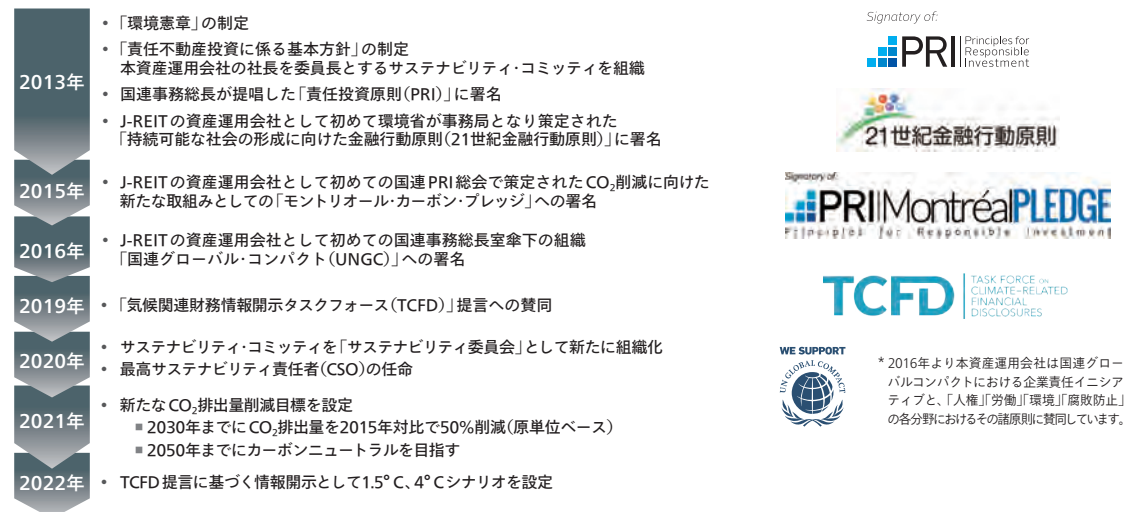 2013年
・「環境憲章」の制定
・「責任不動産投資に係る基本方針」の制定
本資産運用会社の社長を委員長とするサステナビリティ・コミッティを組織
・国連事務総長が提唱した「責任投資原則（PRI）」に署名
・J-REITの資産運用会社として初めて環境省が事務局となり策定された
「持続可能な社会の形成に向けた金融行動原則（21世紀金融行動原則）」に署名
2015年
・J-REITの資産運用会社として初めての国連PRI総会で策定されたCO₂削減に向けた
新たな取組みとしての「モントリオール・カーボン・プレッジ」への署名
2016年
・J-REITの資産運用会社として初めての国連事務総長室傘下の組織
「国連グローバル・コンパクト（UNGC）」への署名
2019年
・「気候関連財務情報開示タスクフォース（TCFD）」提言への賛同
2020年
・サステナビリティ・コミッティを「サステナビリティ委員会」として新たに組織化
・最高サステナビリティ責任者（CSO）の任命
2021年
・新たなCO₂排出量削減目標を設定
■2030年までにCO₂排出量を2015年対比で50%削減（原単位ベース）
■2050年までにカーボンニュートラルを目指す
2022年
・TCFD提言に基づく情報開示として1.5°C、4°Cシナリオを設定
Signatory of:
PRI Principles for
Responsible
Investment
21世紀金融行動原則
Signatory of:
PRI Montréal PLEDGE
Principles for Responsible Investment
TCFD TASK FORCE ON
CLIMATE-RELATED
FINANCIAL
DISCLOSURES
WE SUPPORT
UN GLOBAL COMPACT
* 2016年より本資産運用会社は国連グロー
バルコンパクトにおける企業責任イニシア
ティブと、「人権」「労働」「環境」「腐敗防止」
の各分野におけるその諸原則に賛同しています。